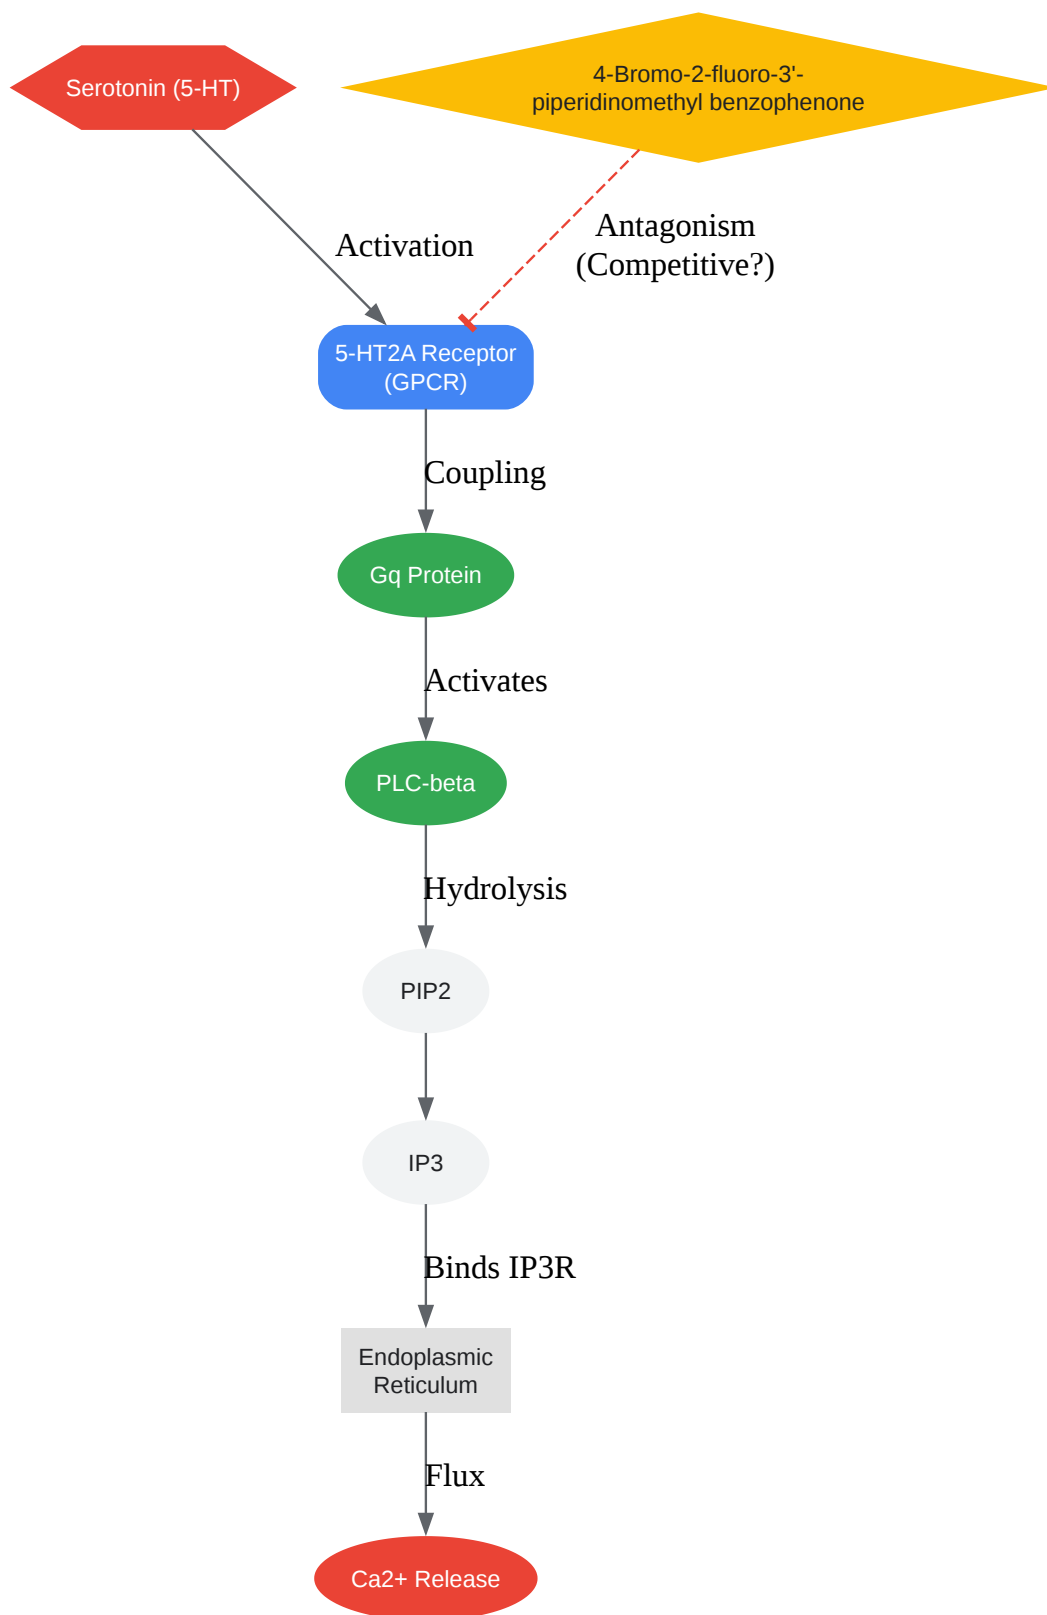 Serotonin (5-HT)
4-Bromo-2-fluoro-3'-
piperidinomethyl benzophenone
Activation
Antagonism
(Competitive?)
5-HT2A Receptor
(GPCR)
Coupling
Gq Protein
Activates
PLC-beta
Hydrolysis
PIP2
IP3
Binds IP3R
Endoplasmic
Reticulum
Flux
Ca2+ Release